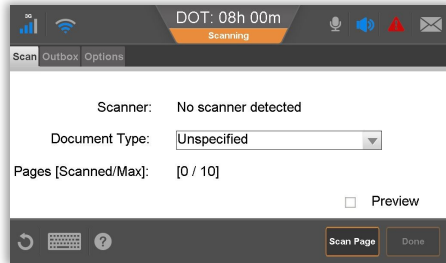 3G
DOT: 08h 00m
Scanning
Scan Outbox Options
Scanner: No scanner detected
Document Type: Unspecified
Pages [Scanned/Max]: [0 / 10]
Preview
?
Scan Page Done